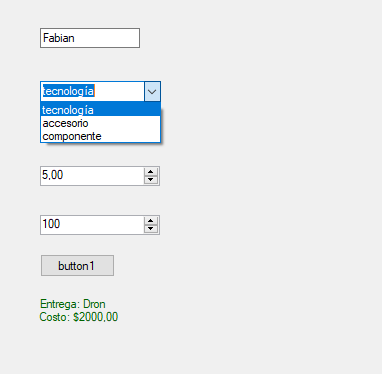 Fabian
tecnología
tecnología
accesorio
componente
5,00
100
button1
Entrega: Dron
Costo: $2000,00